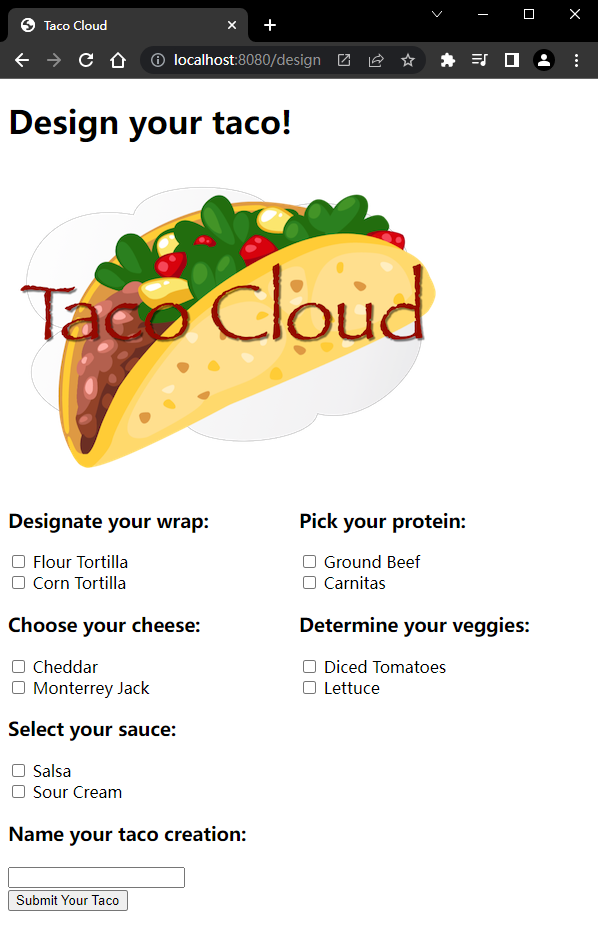 Taco Cloud
localhost:8080/design
Design your taco!
Taco Cloud
Designate your wrap:
Flour Tortilla
Corn Tortilla
Pick your protein:
Ground Beef
Carnitas
Choose your cheese:
Cheddar
Monterrey Jack
Determine your veggies:
Diced Tomatoes
Lettuce
Select your sauce:
Salsa
Sour Cream
Name your taco creation:
Submit Your Taco